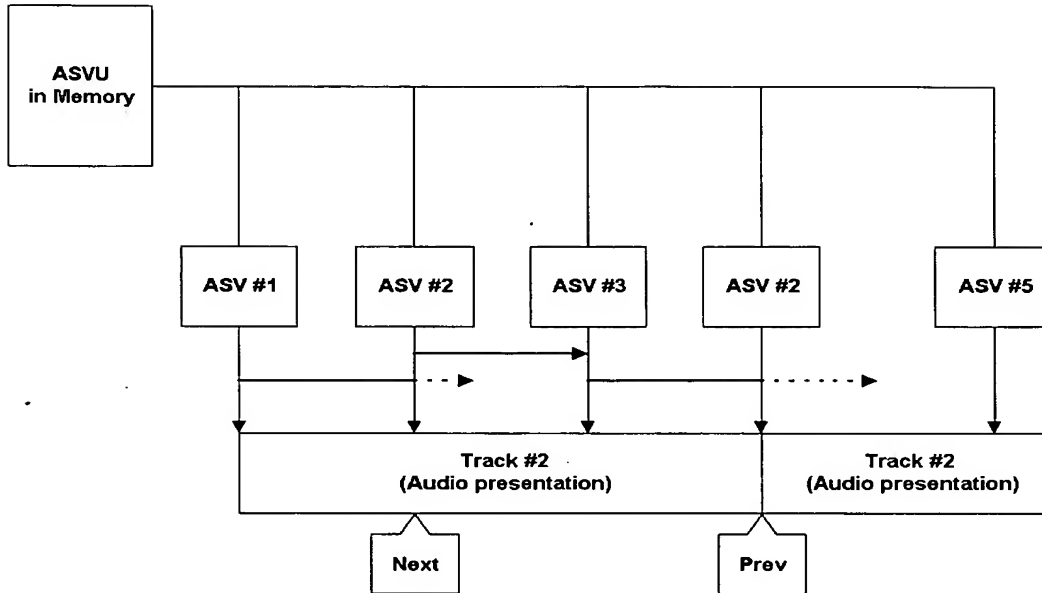 ASVU
in Memory
ASV #1
ASV #2
ASV #3
ASV #2
ASV #5
Track #2
(Audio presentation)
Track #2
(Audio presentation)
Next
Prev